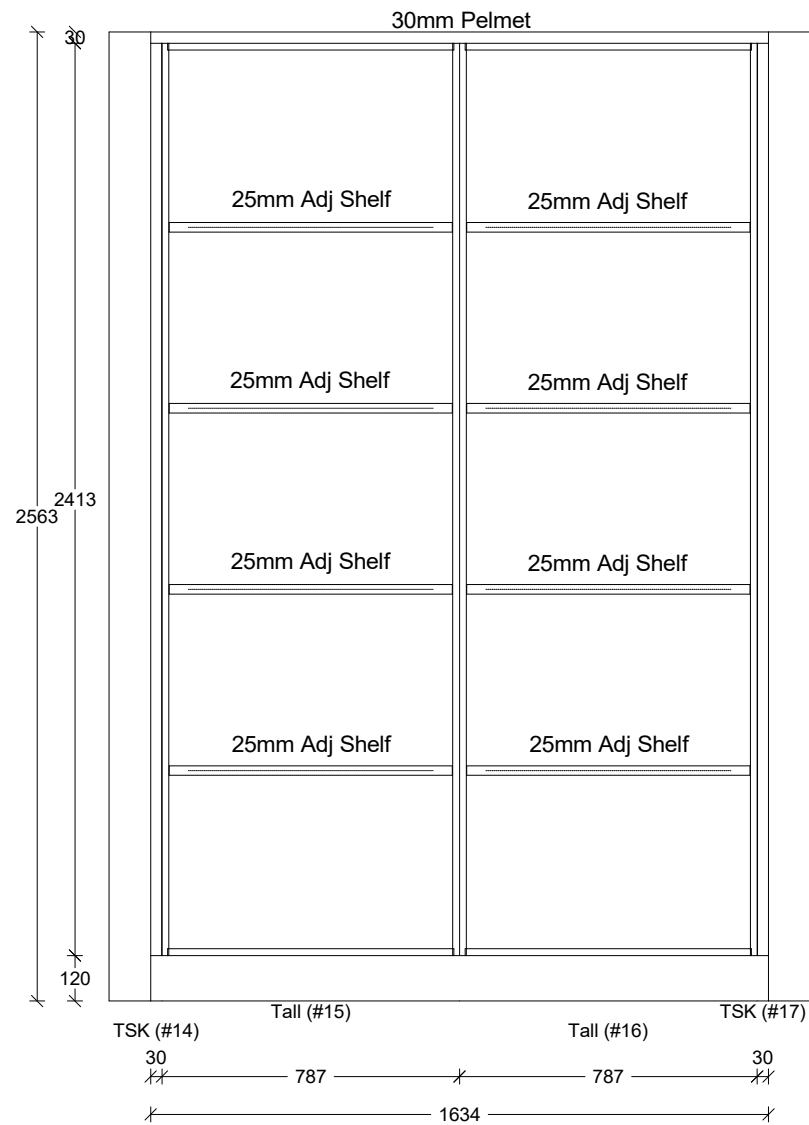 30mm Pelmet
30
25mm Adj Shelf
25mm Adj Shelf
25mm Adj Shelf
25mm Adj Shelf
2413
2563
25mm Adj Shelf
25mm Adj Shelf
25mm Adj Shelf
25mm Adj Shelf
120
Tall (#15)
TSK (#17)
TSK (#14)
Tall (#16)
30
30
787
787
1634